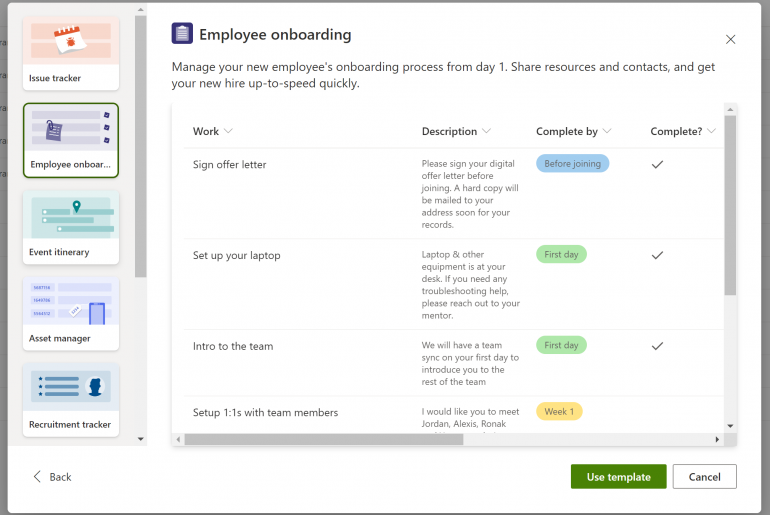 Issue tracker
Employee onboar...
Event itinerary
Asset manager
Recruitment tracker
Employee onboarding
Manage your new employee's onboarding process from day 1. Share resources and contacts, and get
your new hire up-to-speed quickly.
Work Description Complete by Complete?
Sign offer letter
Please sign your digital
offer letter before
joining. A hard copy will
be mailed to your
address soon for your
records.
Before joining
Set up your laptop
Laptop & other
equipment is at your
desk. If you need any
troubleshooting help,
please reach out to your
mentor.
First day
Intro to the team
We will have a team
sync on your first day to
introduce you to the
rest of the team
First day
Setup 1:1s with team members
I would like you to meet
Jordan, Alexis, Ronak
Week 1
Back
Use template
Cancel